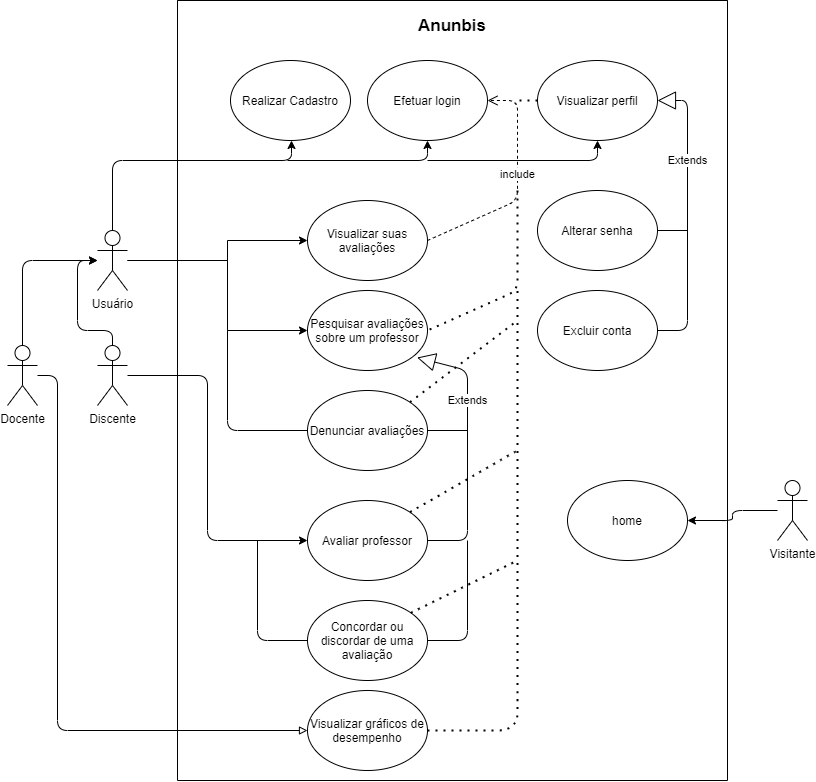 Anunbis
Realizar Cadastro
Efetuar login
Visualizar perfil
Extends
include
Visualizar suas
avaliações
Alterar senha
Usuário
Pesquisar avaliações
sobre um professor
Excluir conta
Extends
Docente
Discente
Denunciar avaliações
home
Avaliar professor
Visitante
Concordar ou
discordar de uma
avaliação
Visualizar gráficos de
desempenho